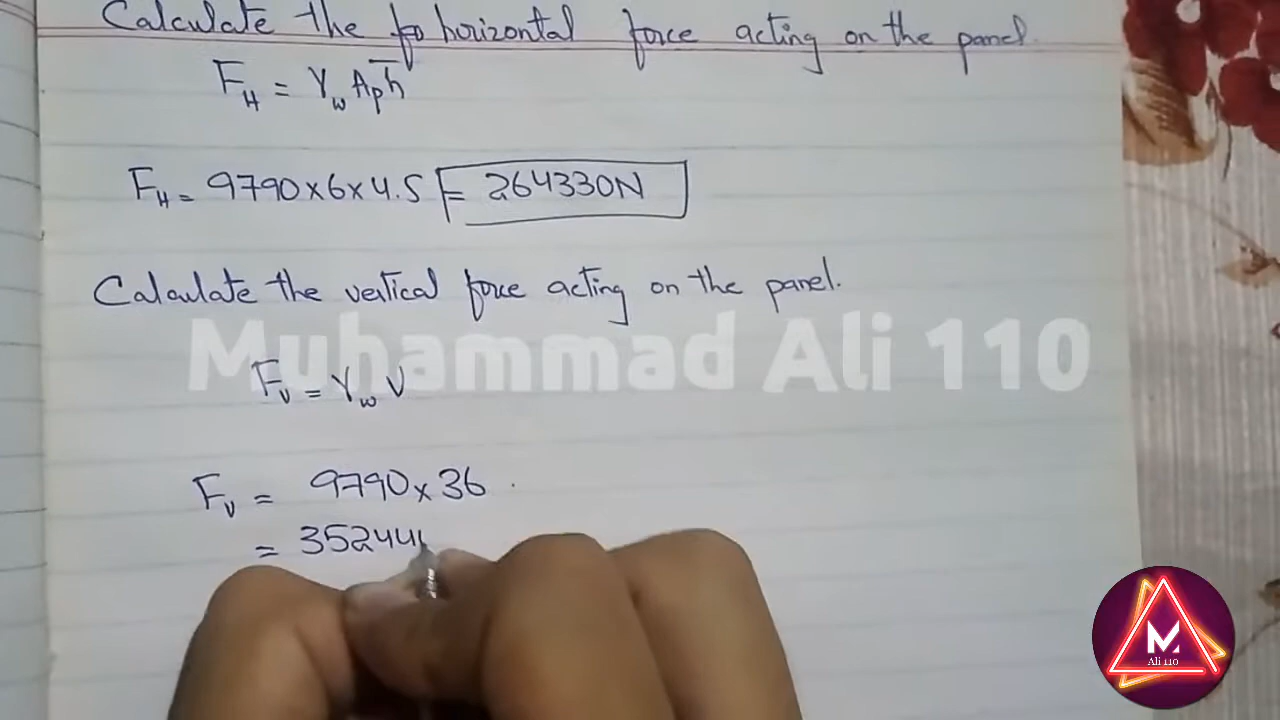 Calculate the fo horizontal force acting on the panel.
F_H = γ_w A_p h̄
F_H = 9790 x 6 x 4.5 = 264330N
Calculate the vertical force acting on the panel.
Muhammad Ali 110
F_V = γ_w V
F_V = 9790 x 36 .
= 35244
M
Ali 110